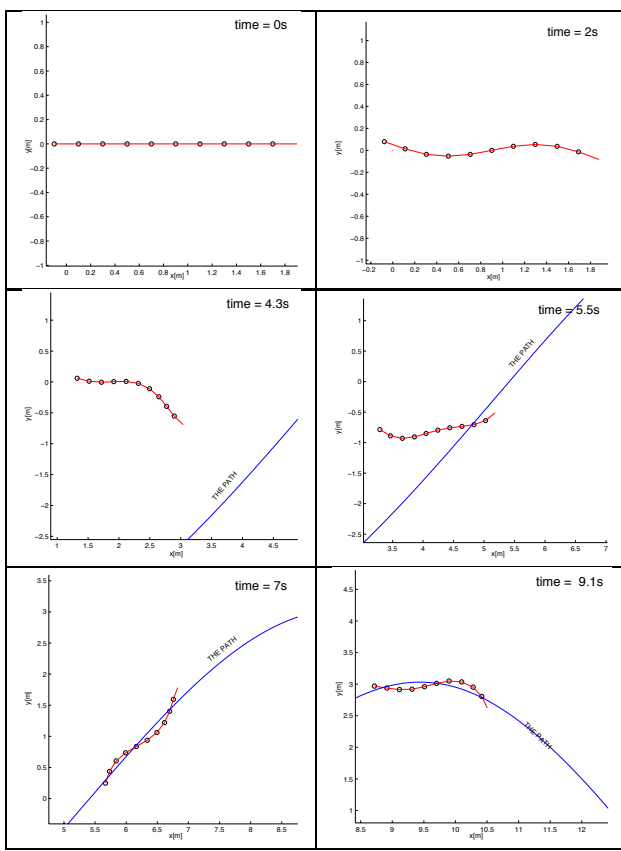 time = 0s
1
0.8
0.6
0.4
0.2
0
−0.2
−0.4
−0.6
−0.8
−1
y[m]
0 0.2 0.4 0.6 0.8 1 1.2 1.4 1.6 1.8
x[m]
time = 2s
1
0.8
0.6
0.4
0.2
0
−0.2
−0.4
−0.6
−0.8
−1
y[m]
−0.2 0 0.2 0.4 0.6 0.8 1 1.2 1.4 1.6 1.8
x[m]
time = 4.3s
1
0.5
0
−0.5
−1
−1.5
−2
−2.5
y[m]
THE PATH
1 1.5 2 2.5 3 3.5 4 4.5
x[m]
time = 5.5s
1
0.5
0
−0.5
−1
−1.5
−2
−2.5
y[m]
THE PATH
3.5 4 4.5 5 5.5 6 6.5 7
x[m]
time = 7s
3.5
3
2.5
2
1.5
1
0.5
0
y[m]
THE PATH
5 5.5 6 6.5 7 7.5 8 8.5
x[m]
time = 9.1s
4.5
4
3.5
3
2.5
2
1.5
1
y[m]
THE PATH
8.5 9 9.5 10 10.5 11 11.5 12
x[m]